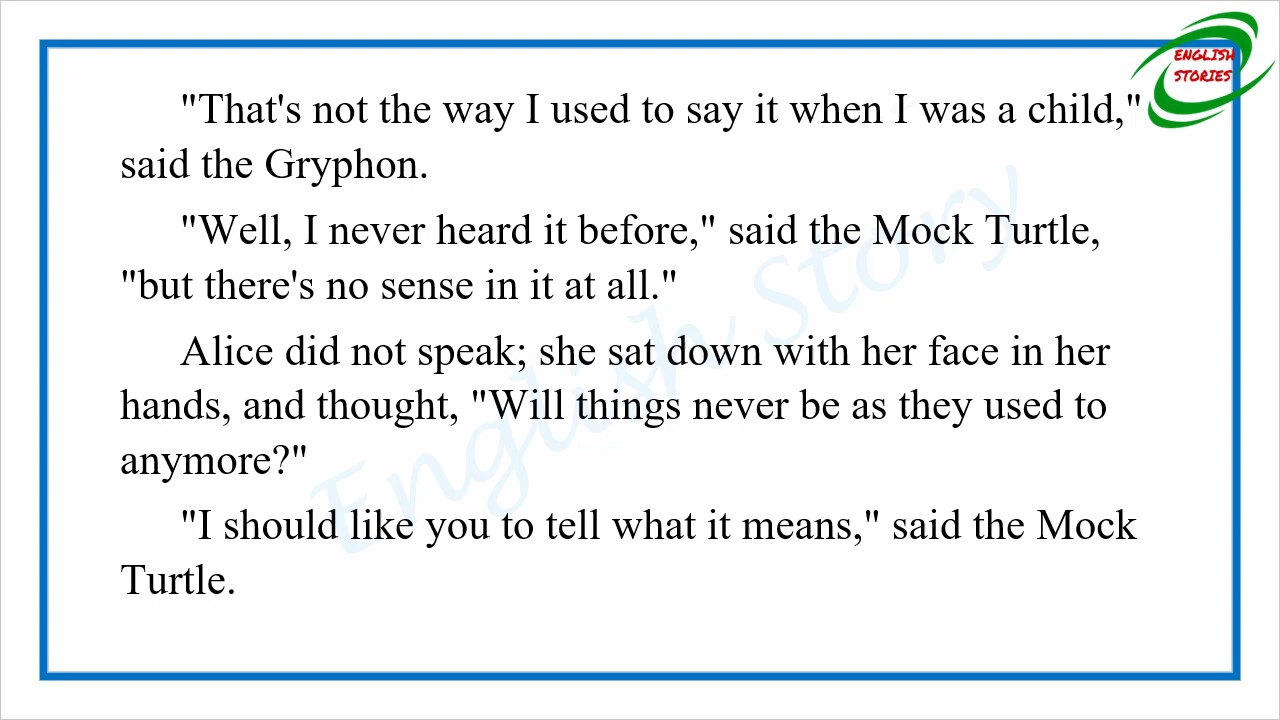 ENGLISH
STORIES
"That's not the way I used to say it when I was a child,"
said the Gryphon.
"Well, I never heard it before," said the Mock Turtle,
"but there's no sense in it at all."
Alice did not speak; she sat down with her face in her
hands, and thought, "Will things never be as they used to
anymore?"
"I should like you to tell what it means," said the Mock
Turtle.
English Story